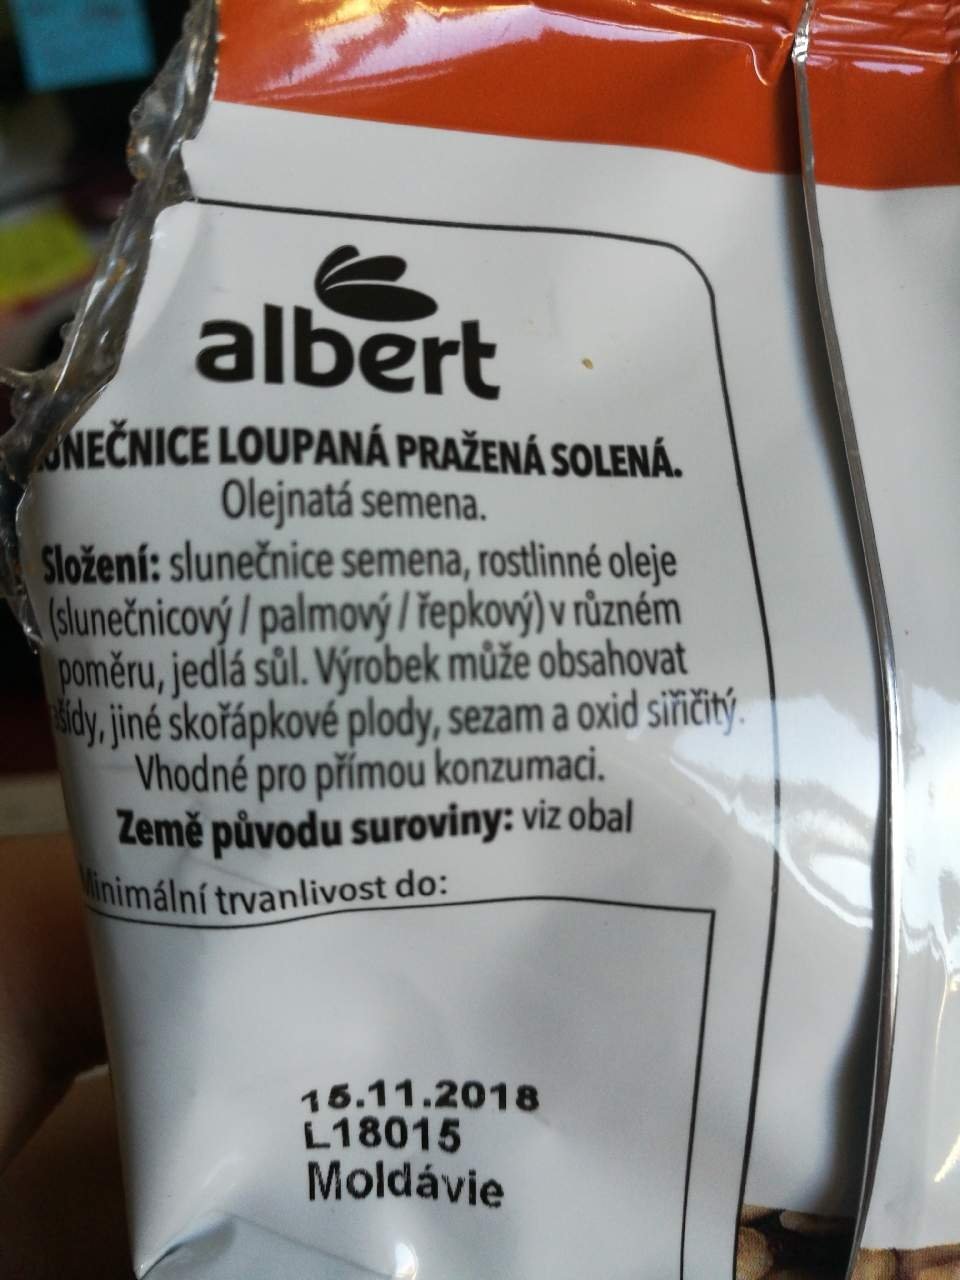 albert
LOUPANÁ PRAŽENÁ SOLENÁ.
Olejnatá semena.
Složení: slunečnice semena, rostlinné oleje
(slunečnicový / palmový / řepkový) v různém
poměru, jedlá sůl. Výrobek může obsahovat
jiné skořápkové plody, sezam a oxid siřičitý.
Vhodné pro přímou konzumaci.
Země původu suroviny: viz obal
Minimální trvanlivost do:
15.11.2018
L18015
Moldávie